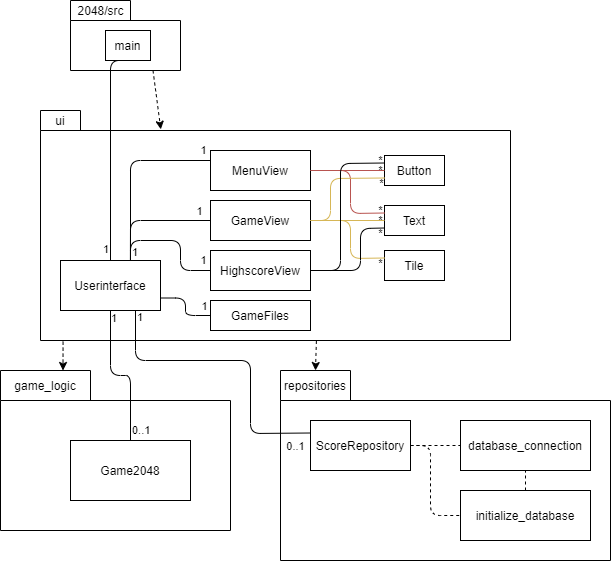 2048/src
main
ui
1
MenuView
*
*
*
Button
1
GameView
*
*
*
Text
1
1
1
HighscoreView
*
*
Tile
Userinterface
1
GameFiles
1
1
game_logic
repositories
0..1
0..1
ScoreRepository
database_connection
Game2048
initialize_database